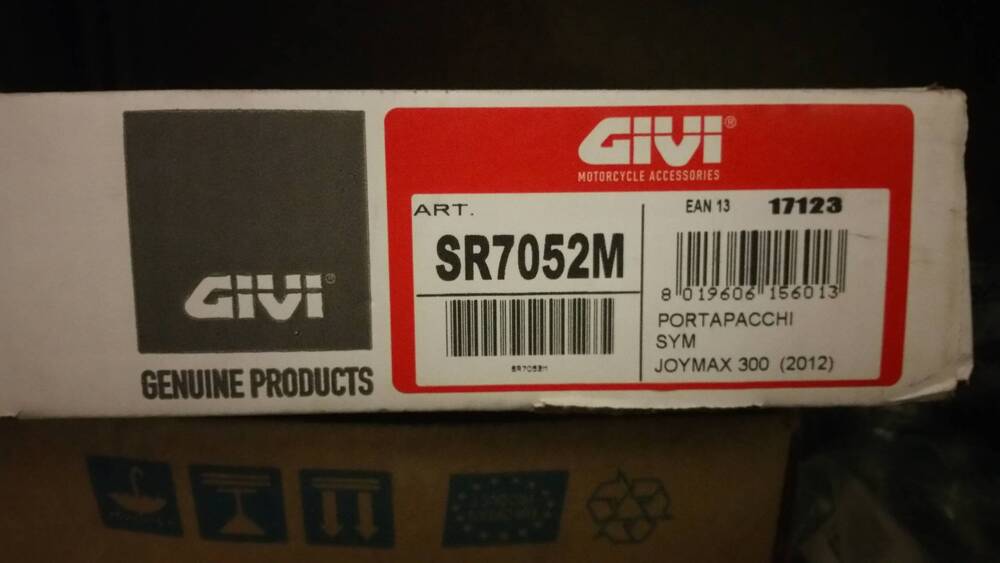 GIVI®
GENUINE PRODUCTS
GIVI®
MOTORCYCLE ACCESSORIES
ART.
SR7052M
SR7052M
EAN 13 17123
8 019606 156013
PORTAPACCHI
SYM
JOYMAX 300 (2012)